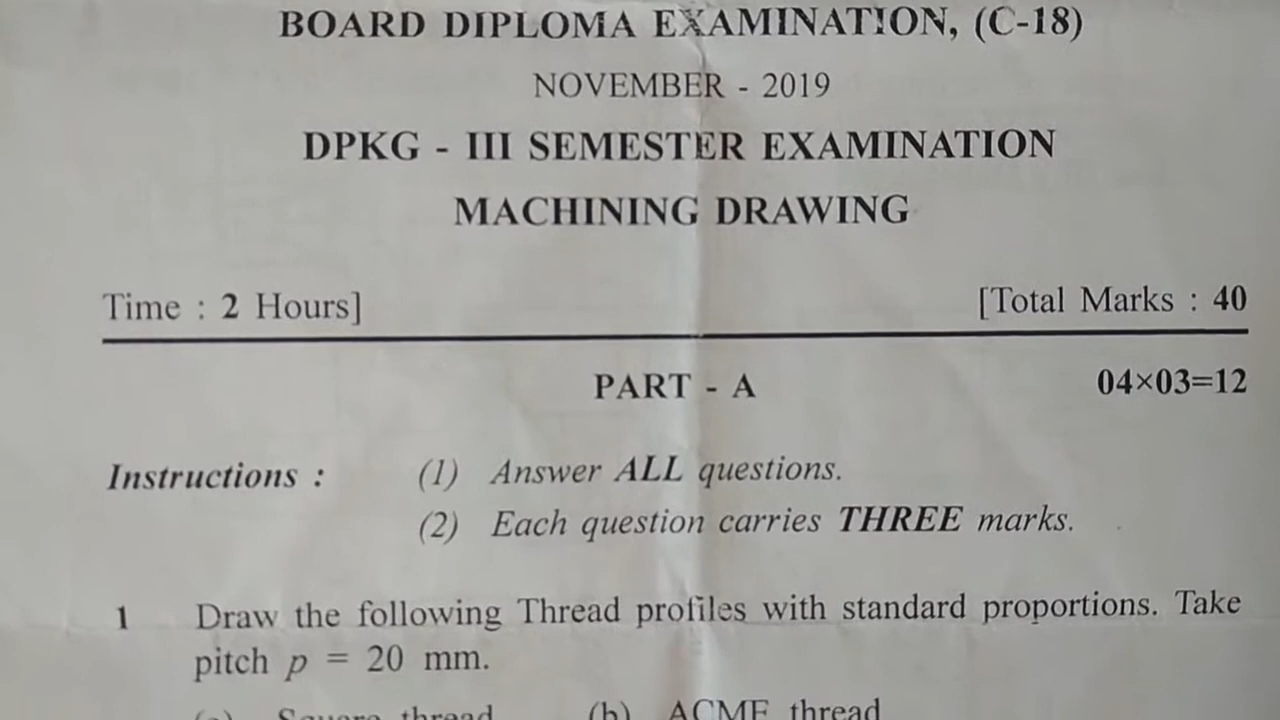 BOARD DIPLOMA EXAMINATION, (C-18)
NOVEMBER - 2019
DPKG - III SEMESTER EXAMINATION
MACHINING DRAWING
Time : 2 Hours] [Total Marks : 40
PART - A 04×03=12
Instructions : (1) Answer ALL questions.
(2) Each question carries THREE marks.
1 Draw the following Thread profiles with standard proportions. Take
pitch p = 20 mm.
(a) Square thread (b) ACME thread